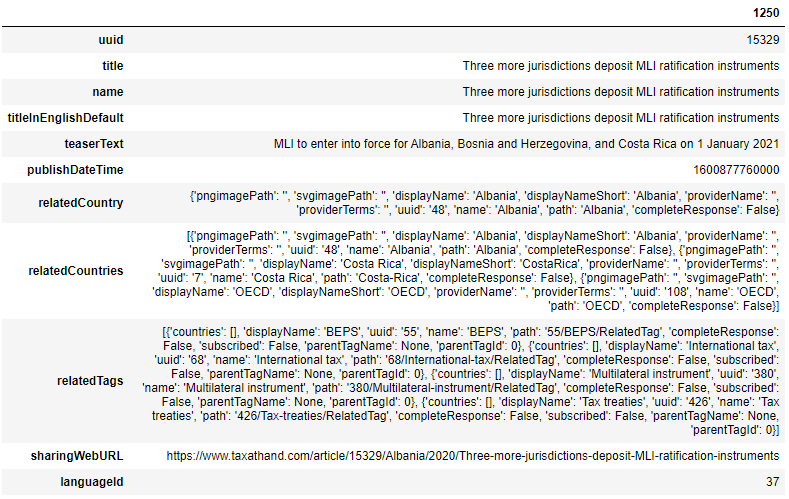 1250
uuid 15329
title Three more jurisdictions deposit MLI ratification instruments
name Three more jurisdictions deposit MLI ratification instruments
titleInEnglishDefault Three more jurisdictions deposit MLI ratification instruments
teaserText MLI to enter into force for Albania, Bosnia and Herzegovina, and Costa Rica on 1 January 2021
publishDateTime 1600877760000
relatedCountry {'pngimagePath': '', 'svgimagePath': '', 'displayName': 'Albania', 'displayNameShort': 'Albania', 'providerName': '',
'providerTerms': '', 'uuid': '48', 'name': 'Albania', 'path': 'Albania', 'completeResponse': False}
relatedCountries [{'pngimagePath': '', 'svgimagePath': '', 'displayName': 'Albania', 'displayNameShort': 'Albania', 'providerName': '',
'providerTerms': '', 'uuid': '48', 'name': 'Albania', 'path': 'Albania', 'completeResponse': False}, {'pngimagePath': '',
'svgimagePath': '', 'displayName': 'Costa Rica', 'displayNameShort': 'CostaRica', 'providerName': '', 'providerTerms': '',
'uuid': '7', 'name': 'Costa Rica', 'path': 'Costa-Rica', 'completeResponse': False}, {'pngimagePath': '', 'svgimagePath': '',
'displayName': 'OECD', 'displayNameShort': 'OECD', 'providerName': '', 'providerTerms': '', 'uuid': '108', 'name': 'OECD',
'path': 'OECD', 'completeResponse': False}]
relatedTags [{'countries': [], 'displayName': 'BEPS', 'uuid': '55', 'name': 'BEPS', 'path': '55/BEPS/RelatedTag', 'completeResponse':
False, 'subscribed': False, 'parentTagName': None, 'parentTagId': 0}, {'countries': [], 'displayName': 'International tax',
'uuid': '68', 'name': 'International tax', 'path': '68/International-tax/RelatedTag', 'completeResponse': False, 'subscribed':
False, 'parentTagName': None, 'parentTagId': 0}, {'countries': [], 'displayName': 'Multilateral instrument', 'uuid': '380',
'name': 'Multilateral instrument', 'path': '380/Multilateral-instrument/RelatedTag', 'completeResponse': False, 'subscribed':
False, 'parentTagName': None, 'parentTagId': 0}, {'countries': [], 'displayName': 'Tax treaties', 'uuid': '426', 'name': 'Tax
treaties', 'path': '426/Tax-treaties/RelatedTag', 'completeResponse': False, 'subscribed': False, 'parentTagName': None,
'parentTagId': 0}]
sharingWebURL https://www.taxathand.com/article/15329/Albania/2020/Three-more-jurisdictions-deposit-MLI-ratification-instruments
languageId 37